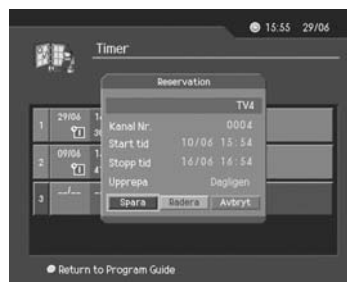 15:55 29/06
Timer
Reservation
TV4
Kanal Nr. 0004
Start tid 10/06 15:54
Stopp tid 16/06 16:54
Upprepa Dagligen
Spara Radera Avbryt
1 29/06
2 09/06
3 --/--
Return to Program Guide